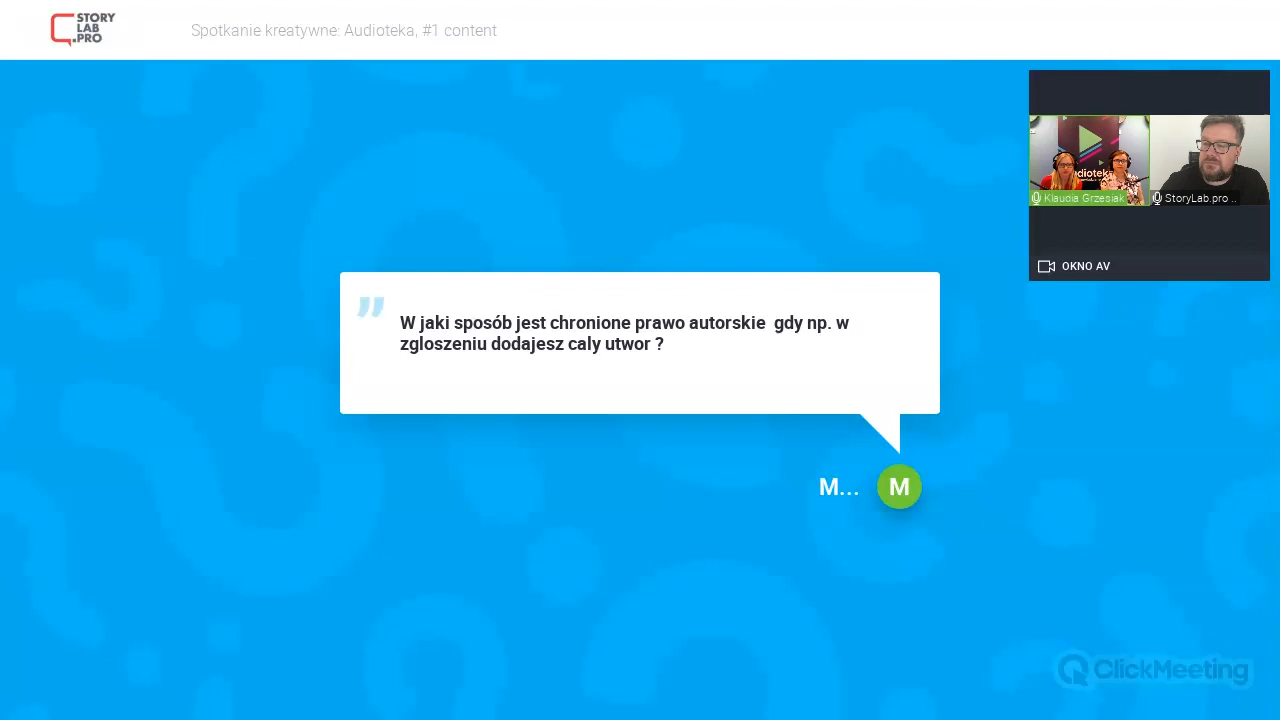 STORY
LAB
.PRO
Spotkanie kreatywne: Audioteka, #1 content
udioteka
Klaudia Grzesiak
StoryLab.pro ..
OKNO AV
” W jaki sposób jest chronione prawo autorskie  gdy np. w
zgloszeniu dodajesz caly utwor ?
M... M
ClickMeeting